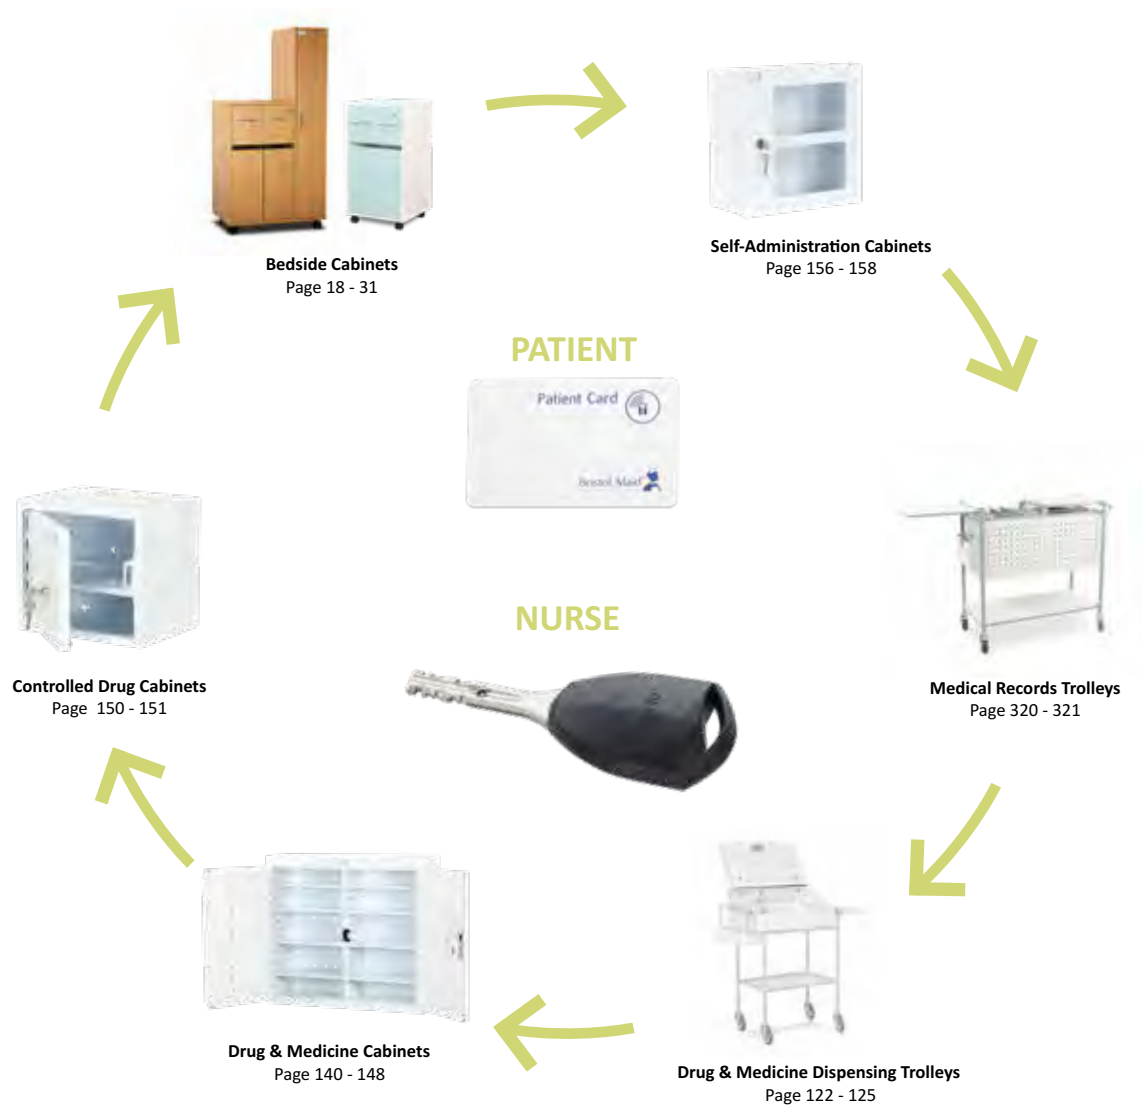 Bedside Cabinets
Page 18 - 31
Self-Administration Cabinets
Page 156 - 158
PATIENT
Patient Card
Bristol Maid
Controlled Drug Cabinets
Page 150 - 151
NURSE
Medical Records Trolleys
Page 320 - 321
Drug & Medicine Cabinets
Page 140 - 148
Drug & Medicine Dispensing Trolleys
Page 122 - 125